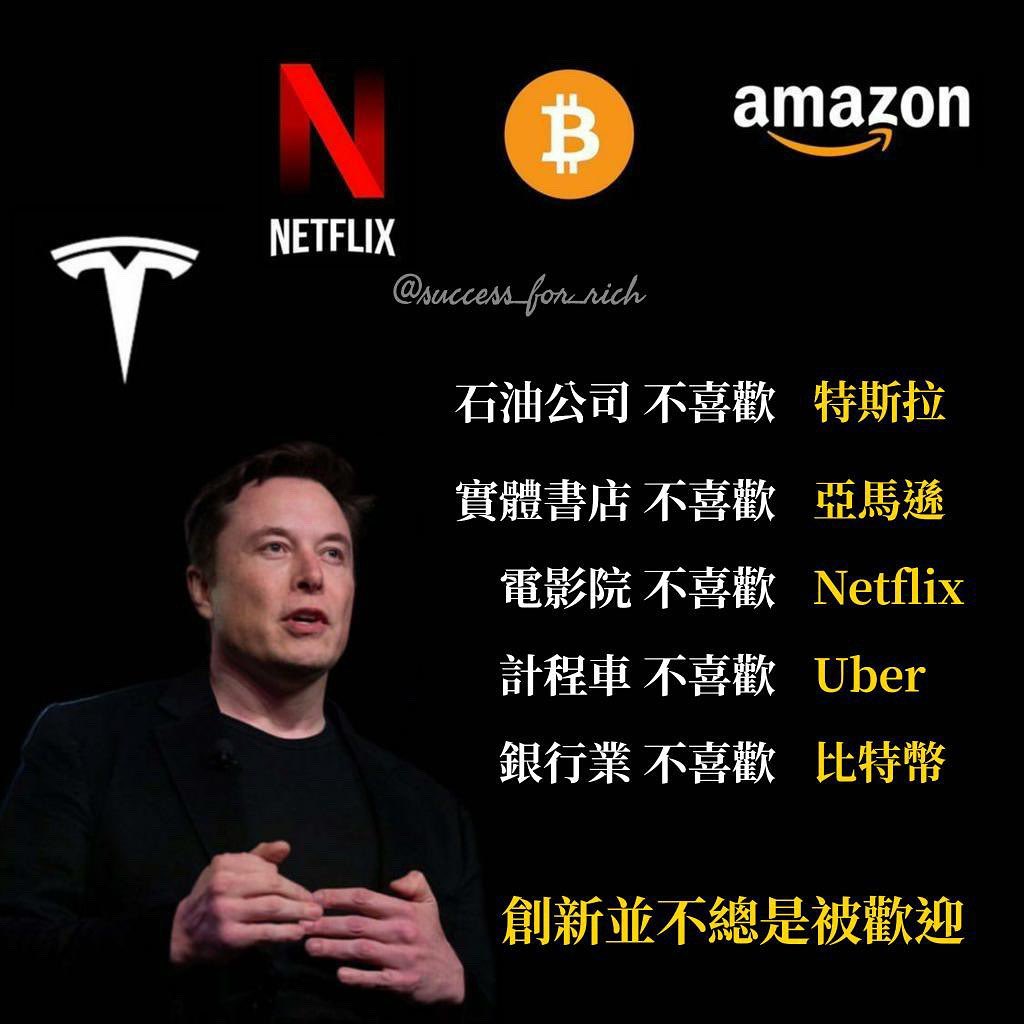 NETFLIX
amazon
@success_for_rich
石油公司 不喜歡 特斯拉
實體書店 不喜歡 亞馬遜
電影院 不喜歡 Netflix
計程車 不喜歡 Uber
銀行業 不喜歡 比特幣
創新並不總是被歡迎